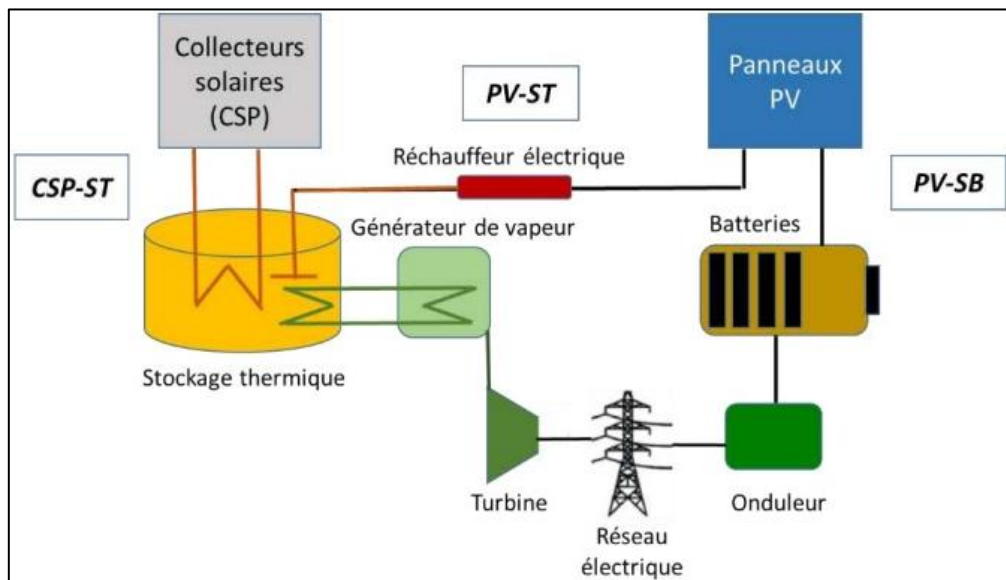 Collecteurs
solaires
(CSP)
PV-ST
Panneaux
PV
Réchauffeur électrique
CSP-ST
PV-SB
Générateur de vapeur
Batteries
Stockage thermique
Turbine
Réseau
électrique
Onduleur